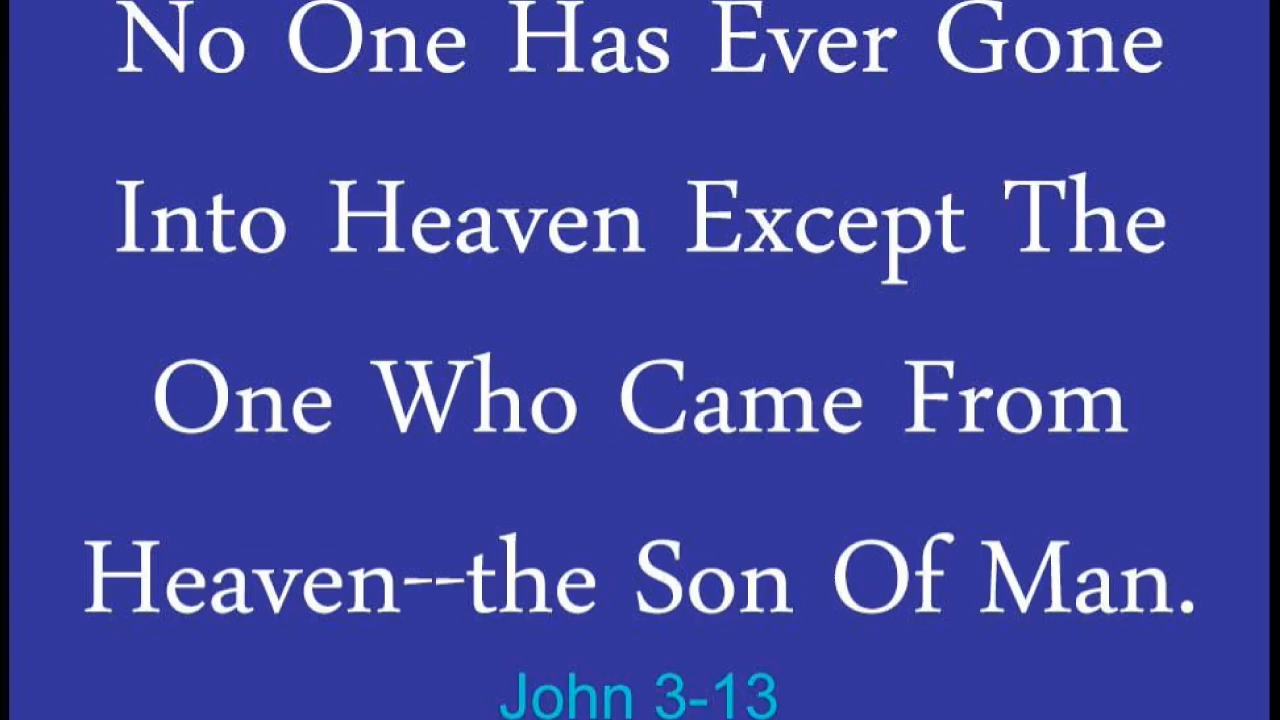 No One Has Ever Gone
Into Heaven Except The
One Who Came From
Heaven--the Son Of Man.
John 3-13